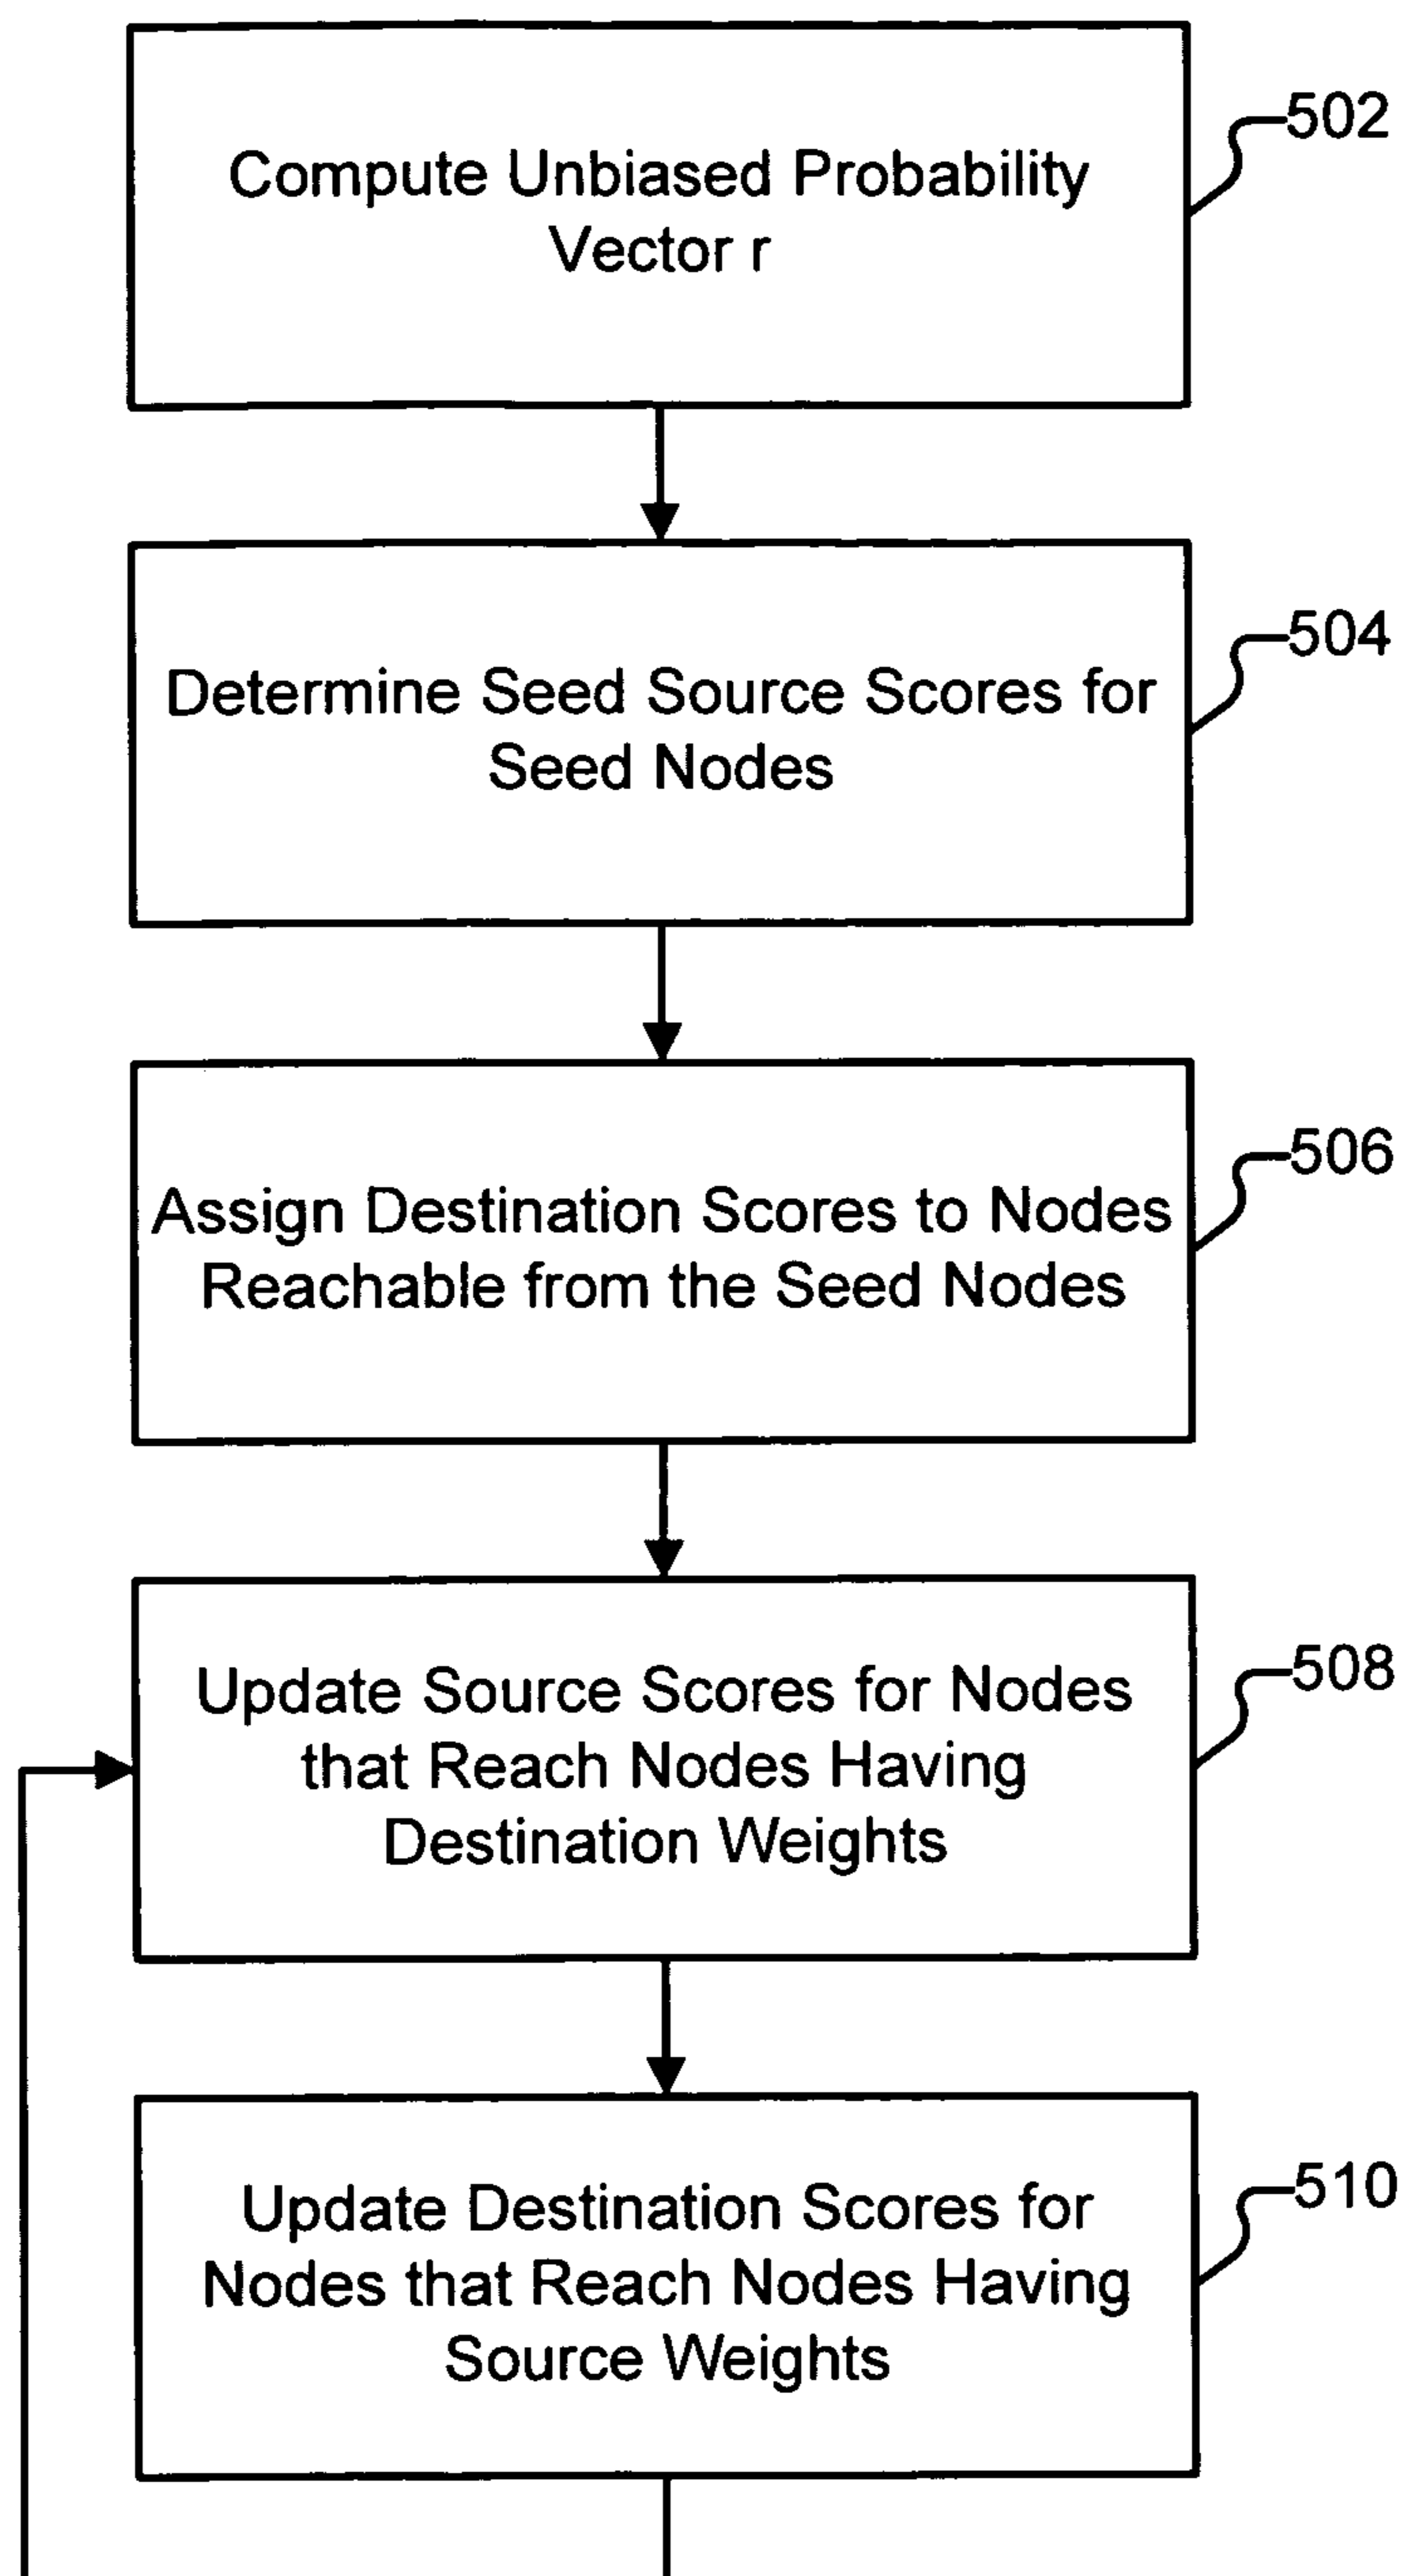 Compute Unbiased Probability
Vector r
502
Determine Seed Source Scores for
Seed Nodes
504
Assign Destination Scores to Nodes
Reachable from the Seed Nodes
506
Update Source Scores for Nodes
that Reach Nodes Having
Destination Weights
508
Update Destination Scores for
Nodes that Reach Nodes Having
Source Weights
510